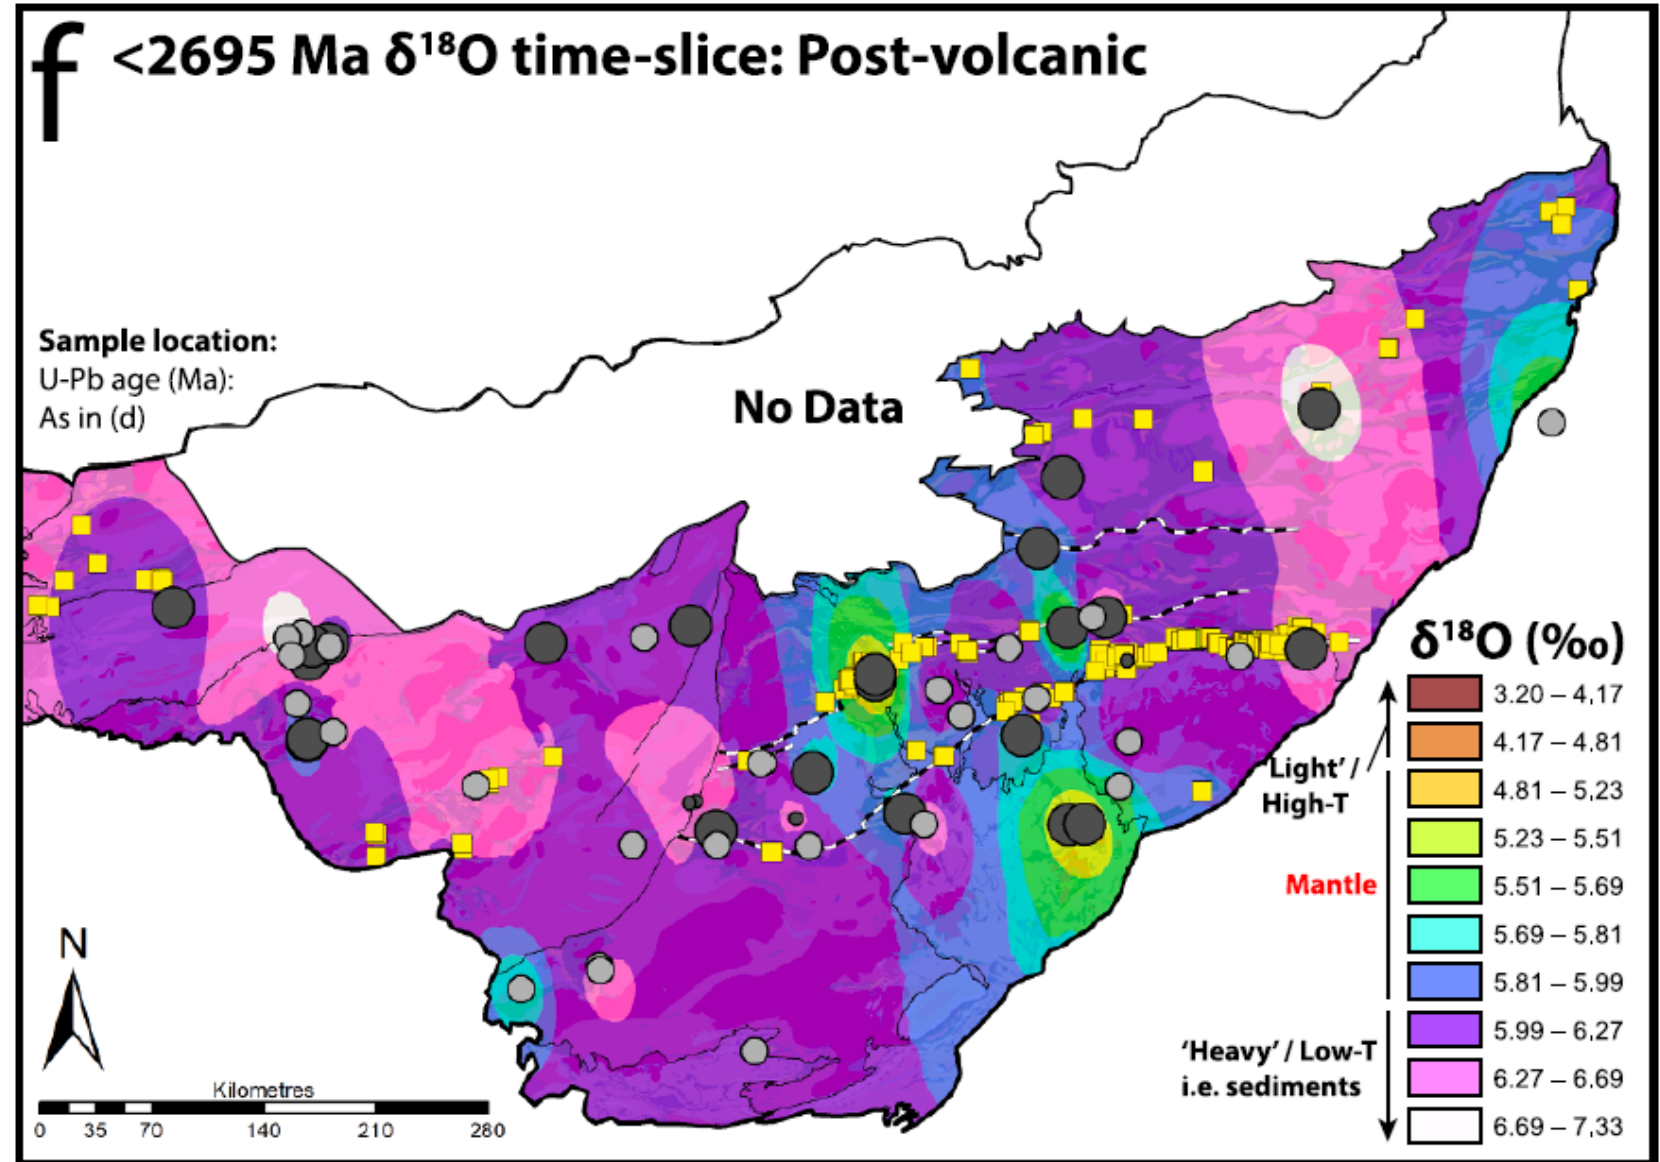 f <2695 Ma δ¹⁸O time-slice: Post-volcanic
Sample location:
U-Pb age (Ma):
As in (d)
No Data
N
Kilometres
0 35 70 140 210 280
δ¹⁸O (‰)
3.20 – 4.17
4.17 – 4.81
4.81 – 5.23
5.23 – 5.51
5.51 – 5.69
5.69 – 5.81
5.81 – 5.99
5.99 – 6.27
6.27 – 6.69
6.69 – 7.33
'Light' /
High-T
Mantle
'Heavy' / Low-T
i.e. sediments